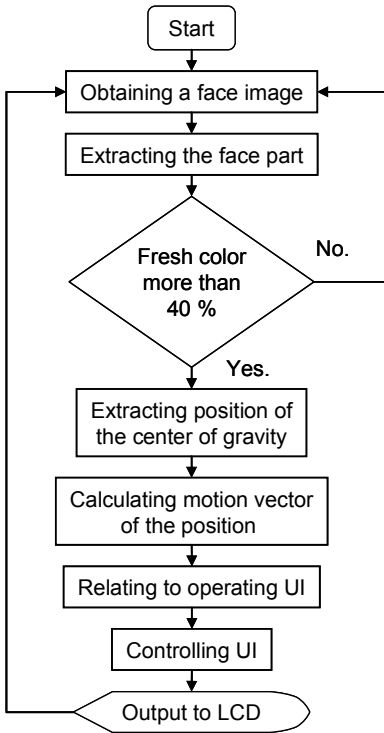 Start
Obtaining a face image
Extracting the face part
Fresh color
more than
40 %
No.
Yes.
Extracting position of
the center of gravity
Calculating motion vector
of the position
Relating to operating UI
Controlling UI
Output to LCD